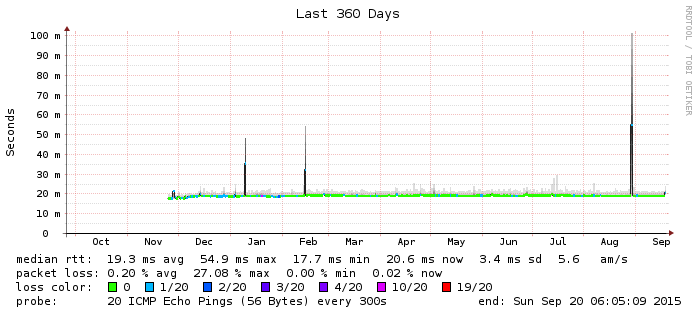 Last 360 Days
RRDTOOL / TOBI OETIKER
Seconds
100 m
90 m
80 m
70 m
60 m
50 m
40 m
30 m
20 m
10 m
0
Oct Nov Dec Jan Feb Mar Apr May Jun Jul Aug Sep
median rtt: 19.3 ms avg 54.9 ms max 17.7 ms min 20.6 ms now 3.4 ms sd 5.6 am/s
packet loss: 0.20 % avg 27.08 % max 0.00 % min 0.02 % now
loss color: 0 1/20 2/20 3/20 4/20 10/20 19/20
probe: 20 ICMP Echo Pings (56 Bytes) every 300s end: Sun Sep 20 06:05:09 2015